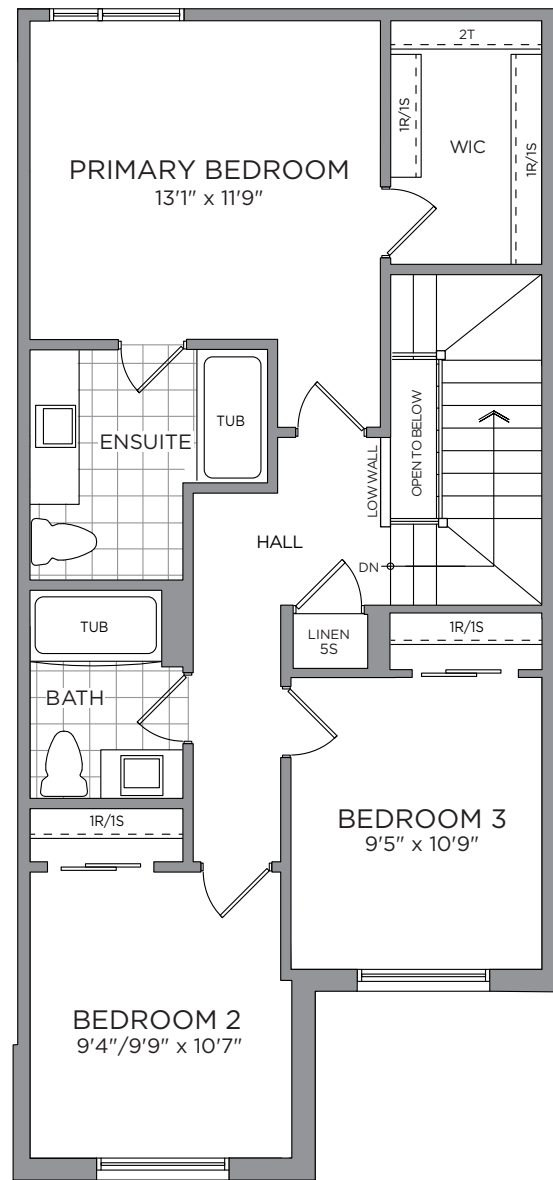 2T
1R/1S
WIC
1R/1S
PRIMARY BEDROOM
13'1" x 11'9"
ENSUITE
TUB
OPEN TO BELOW
LOW WALL
HALL
DN
TUB
LINEN
5S
1R/1S
BATH
1R/1S
BEDROOM 3
9'5" x 10'9"
BEDROOM 2
9'4"/9'9" x 10'7"